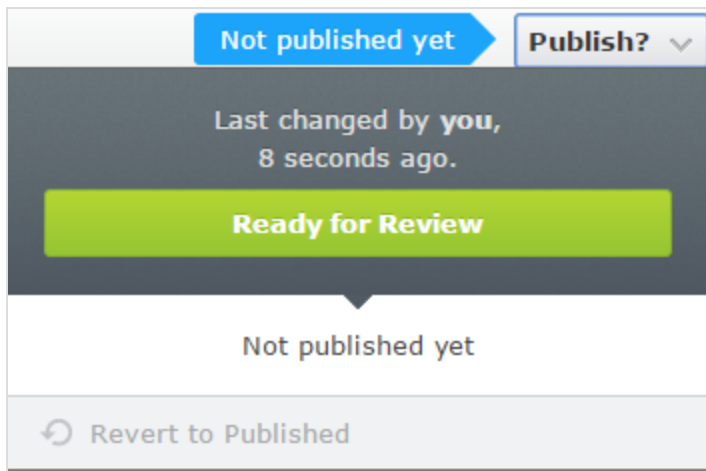 Not published yet Publish?
Last changed by you,
8 seconds ago.
Ready for Review
Not published yet
Revert to Published